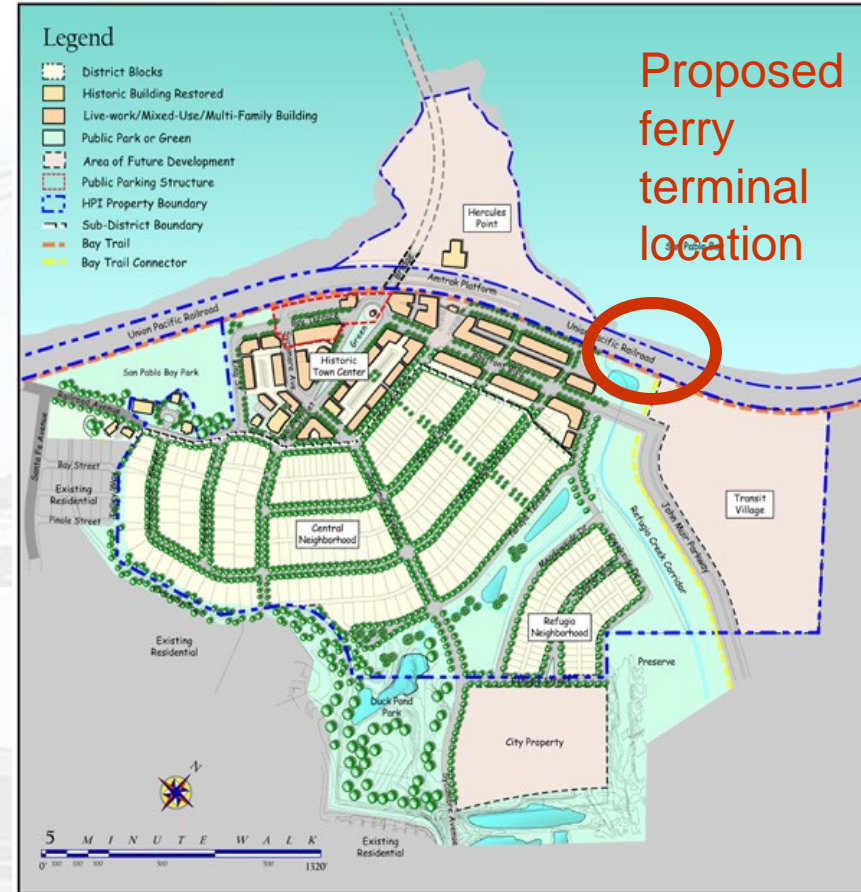 Legend
District Blocks
Historic Building Restored
Live-work/Mixed-Use/Multi-Family Building
Public Park or Green
Area of Future Development
Public Parking Structure
HPI Property Boundary
Sub-District Boundary
Bay Trail
Bay Trail Connector
Proposed
ferry
terminal
location
Hercules
Point
Amtrak Platform
Union Pacific Railroad
Union Pacific Railroad
Green
Historic
Town Center
San Pablo Bay Park
Railroad Avenue
Santa Fe Avenue
Bay Street
Existing
Residential
Pinole Street
Central
Neighborhood
Transit
Village
John Muir Parkway
Refugio Creek Corridor
Refugio
Neighborhood
Existing
Residential
Preserve
Duck Pond
Park
City Property
Sycamore Avenue
N
5 MINUTE WALK
0' 1320'
Existing
Residential